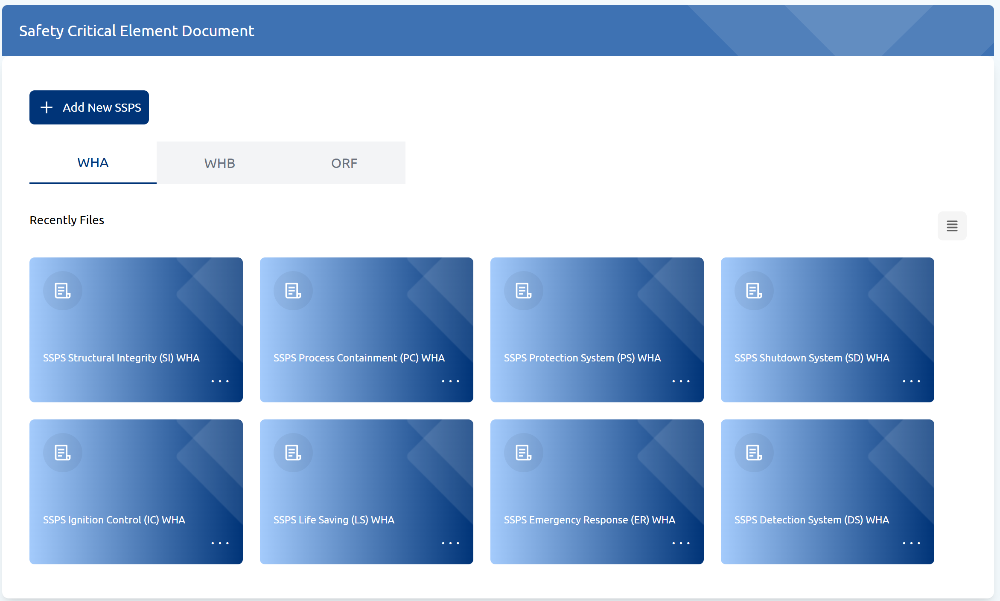 Safety Critical Element Document
Add New SSPS
WHA WHB ORF
Recently Files
SSPS Structural Integrity (SI) WHA
SSPS Process Containment (PC) WHA
SSPS Protection System (PS) WHA
SSPS Shutdown System (SD) WHA
SSPS Ignition Control (IC) WHA
SSPS Life Saving (LS) WHA
SSPS Emergency Response (ER) WHA
SSPS Detection System (DS) WHA